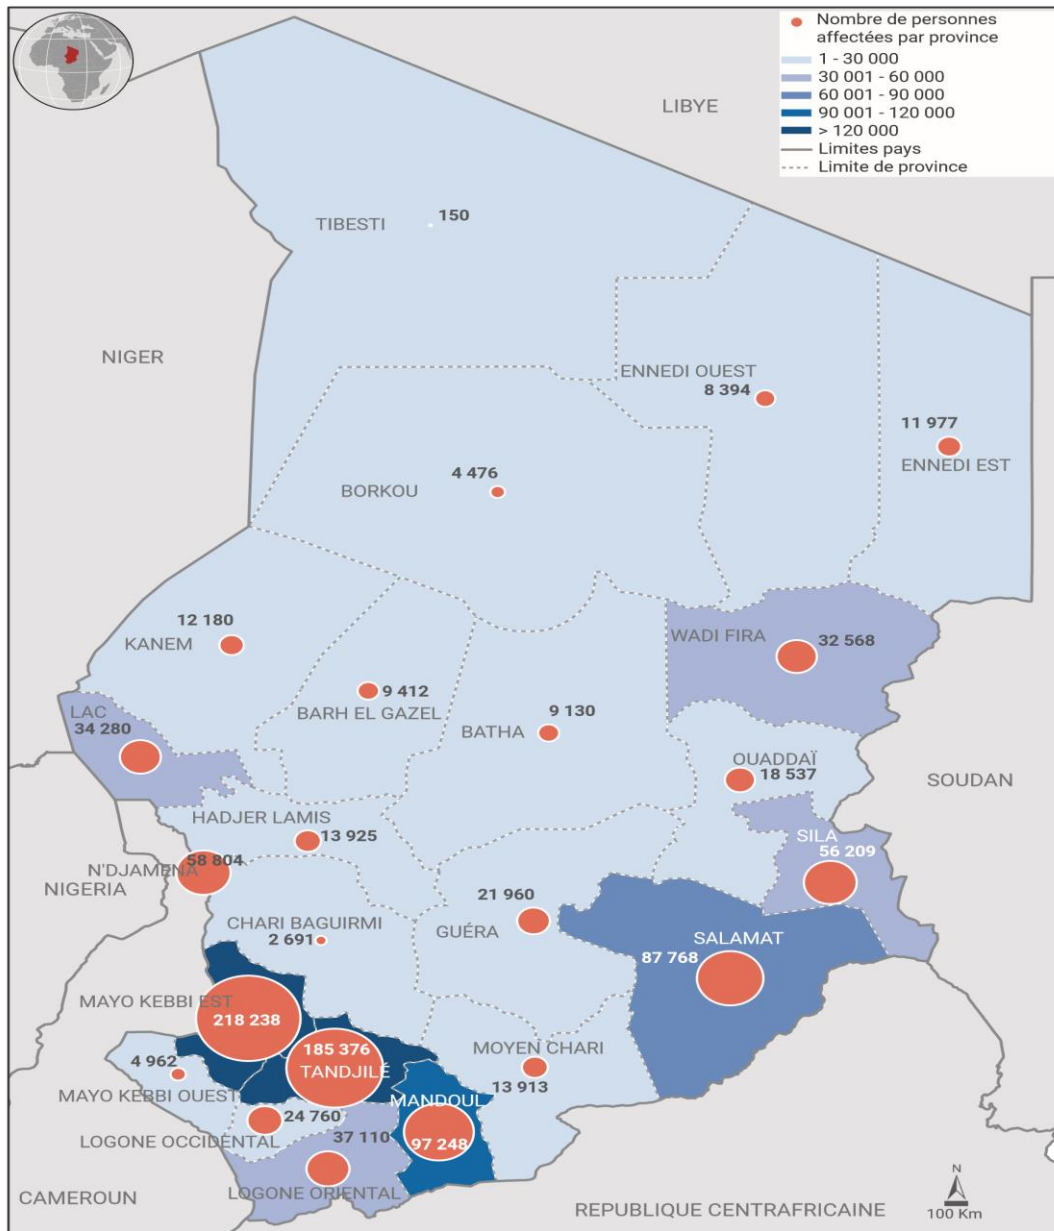 Nombre de personnes
affectées par province
1 - 30 000
30 001 - 60 000
60 001 - 90 000
90 001 - 120 000
> 120 000
Limites pays
Limite de province
LIBYE
150
TIBESTI
NIGER
ENNEDI OUEST
8 394
11 977
ENNEDI EST
4 476
BORKOU
12 180
KANEM
WADI FIRA
32 568
LAC
34 280
9 412
BARH EL GAZEL
9 130
BATHA
OUADDAÏ
18 537
SOUDAN
HADJER LAMIS
13 925
SILA
56 209
58 804
N'DJAMENA
NIGERIA
21 960
GUÉRA
CHARI BAGUIRMI
2 691
SALAMAT
87 768
MAYO KEBBI EST
218 238
185 376
TANDJILÉ
MOYEN CHARI
13 913
4 962
MAYO KEBBI OUEST
MANDOUL
97 248
24 760
LOGONE OCCIDENTAL
37 110
LOGONE ORIENTAL
CAMEROUN
REPUBLIQUE CENTRAFRICAINE
N
100 Km